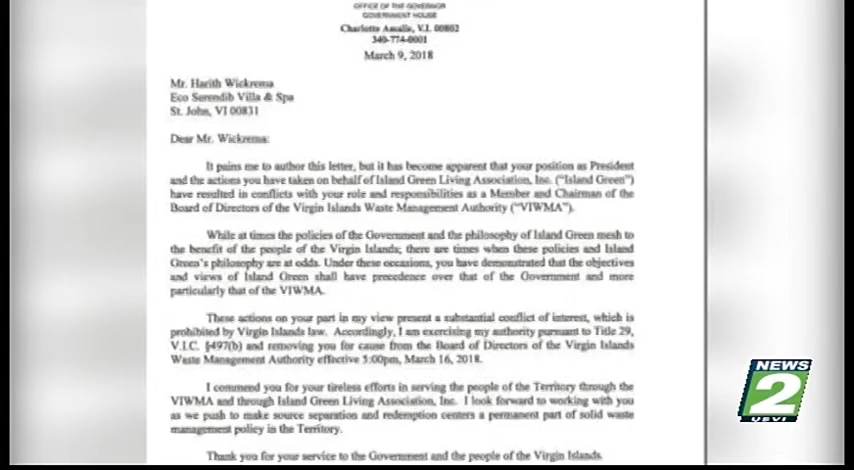 OFFICE OF THE GOVERNOR
GOVERNMENT HOUSE
Charlotte Amalie, V.I. 00802
340-774-0001
March 9, 2018
Mr. Harith Wickrema
Eco Serendib Villa & Spa
St. John, VI 00831
Dear Mr. Wickrema:
It pains me to author this letter, but it has become apparent that your position as President
and the actions you have taken on behalf of Island Green Living Association, Inc. ("Island Green")
have resulted in conflicts with your role and responsibilities as a Member and Chairman of the
Board of Directors of the Virgin Islands Waste Management Authority ("VIWMA").
While at times the policies of the Government and the philosophy of Island Green mesh to
the benefit of the people of the Virgin Islands; there are times when these policies and Island
Green's philosophy are at odds. Under these occasions, you have demonstrated that the objectives
and views of Island Green shall have precedence over that of the Government and more
particularly that of the VIWMA.
These actions on your part in my view present a substantial conflict of interest, which is
prohibited by Virgin Islands law. Accordingly, I am exercising my authority pursuant to Title 29,
V.I.C. §497(b) and removing you for cause from the Board of Directors of the Virgin Islands
Waste Management Authority effective 5:00pm, March 16, 2018.
I commend you for your tireless efforts in serving the people of the Territory through the
VIWMA and through Island Green Living Association, Inc. I look forward to working with you
as we push to make source separation and redemption centers a permanent part of solid waste
management policy in the Territory.
Thank you for your service to the Government and the people of the Virgin Islands.
NEWS
2